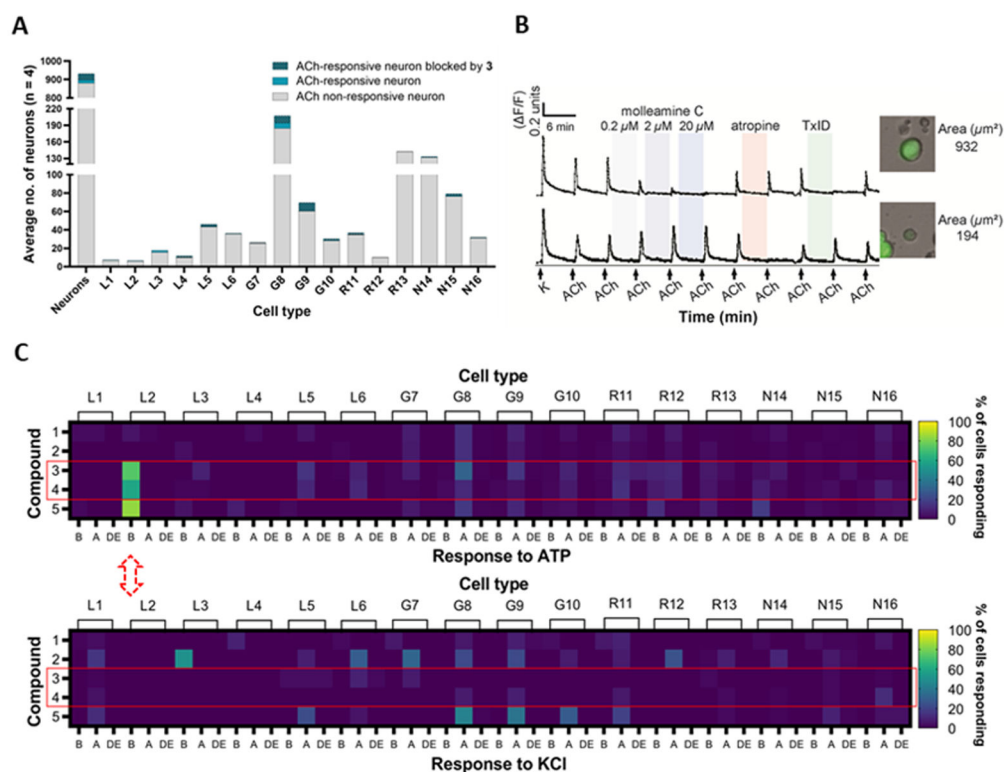 A
ACh-responsive neuron blocked by 3
ACh-responsive neuron
ACh non-responsive neuron
Average no. of neurons (n = 4)
1000
900
800
700
220
190
160
130
100
80
60
40
20
0
Neurons L1 L2 L3 L4 L5 L6 G7 G8 G9 G10 R11 R12 R13 N14 N15 N16
Cell type
B
(ΔF/F)
0.2 units
6 min
molleamine C
0.2 µM 2 µM 20 µM atropine TxID
Area (µm²)
932
Area (µm²)
194
K ACh ACh ACh ACh ACh ACh ACh ACh ACh ACh
Time (min)
C
Cell type
L1 L2 L3 L4 L5 L6 G7 G8 G9 G10 R11 R12 R13 N14 N15 N16
Compound
1
2
3
4
5
B A DE B A DE B A DE B A DE B A DE B A DE B A DE B A DE B A DE B A DE B A DE B A DE B A DE B A DE B A DE B A DE
Response to ATP
100
80
60
40
20
0
% of cells responding
Cell type
L1 L2 L3 L4 L5 L6 G7 G8 G9 G10 R11 R12 R13 N14 N15 N16
Compound
1
2
3
4
5
B A DE B A DE B A DE B A DE B A DE B A DE B A DE B A DE B A DE B A DE B A DE B A DE B A DE B A DE B A DE B A DE
Response to KCl
100
80
60
40
20
0
% of cells responding